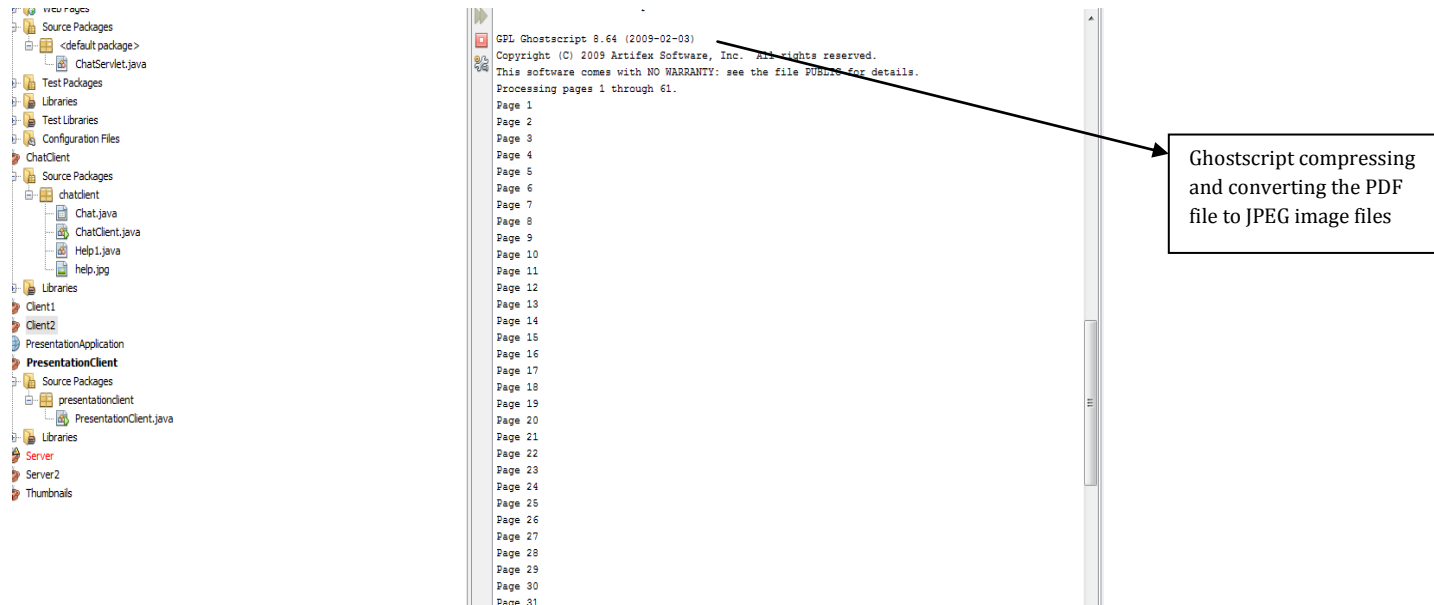 Web Pages
Source Packages
<default package>
ChatServlet.java
Test Packages
Libraries
Test Libraries
Configuration Files
ChatClient
Source Packages
chatclient
Chat.java
ChatClient.java
Help1.java
help.jpg
Libraries
Client1
Client2
PresentationApplication
PresentationClient
Source Packages
presentationclient
PresentationClient.java
Libraries
Server
Server2
Thumbnails
GPL Ghostscript 8.64 (2009-02-03)
Copyright (C) 2009 Artifex Software, Inc.  All rights reserved.
This software comes with NO WARRANTY: see the file PUBLIC for details.
Processing pages 1 through 61.
Page 1
Page 2
Page 3
Page 4
Page 5
Page 6
Page 7
Page 8
Page 9
Page 10
Page 11
Page 12
Page 13
Page 14
Page 15
Page 16
Page 17
Page 18
Page 19
Page 20
Page 21
Page 22
Page 23
Page 24
Page 25
Page 26
Page 27
Page 28
Page 29
Page 30
Page 31
Ghostscript compressing
and converting the PDF
file to JPEG image files